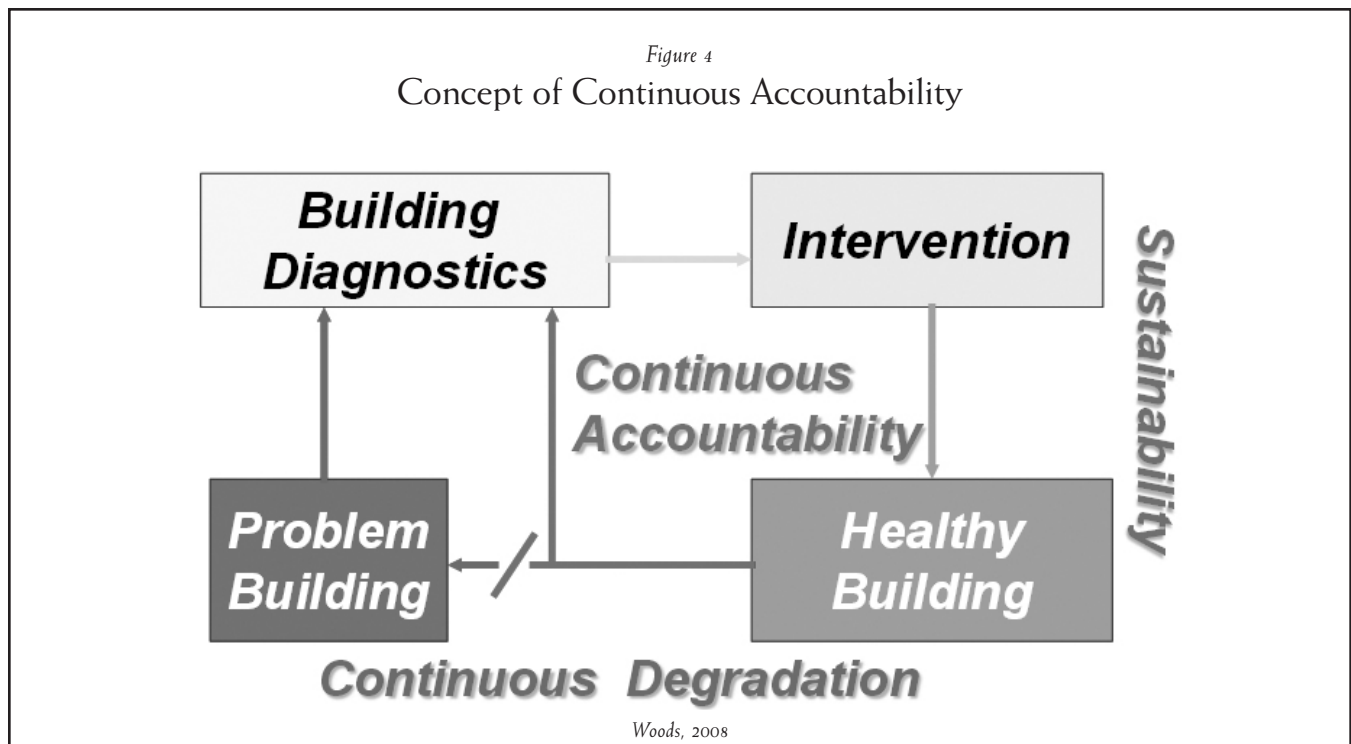 Figure 4
Concept of Continuous Accountability
Building
Diagnostics
Intervention
Sustainability
Continuous
Accountability
Problem
Building
Healthy
Building
Continuous Degradation
Woods, 2008